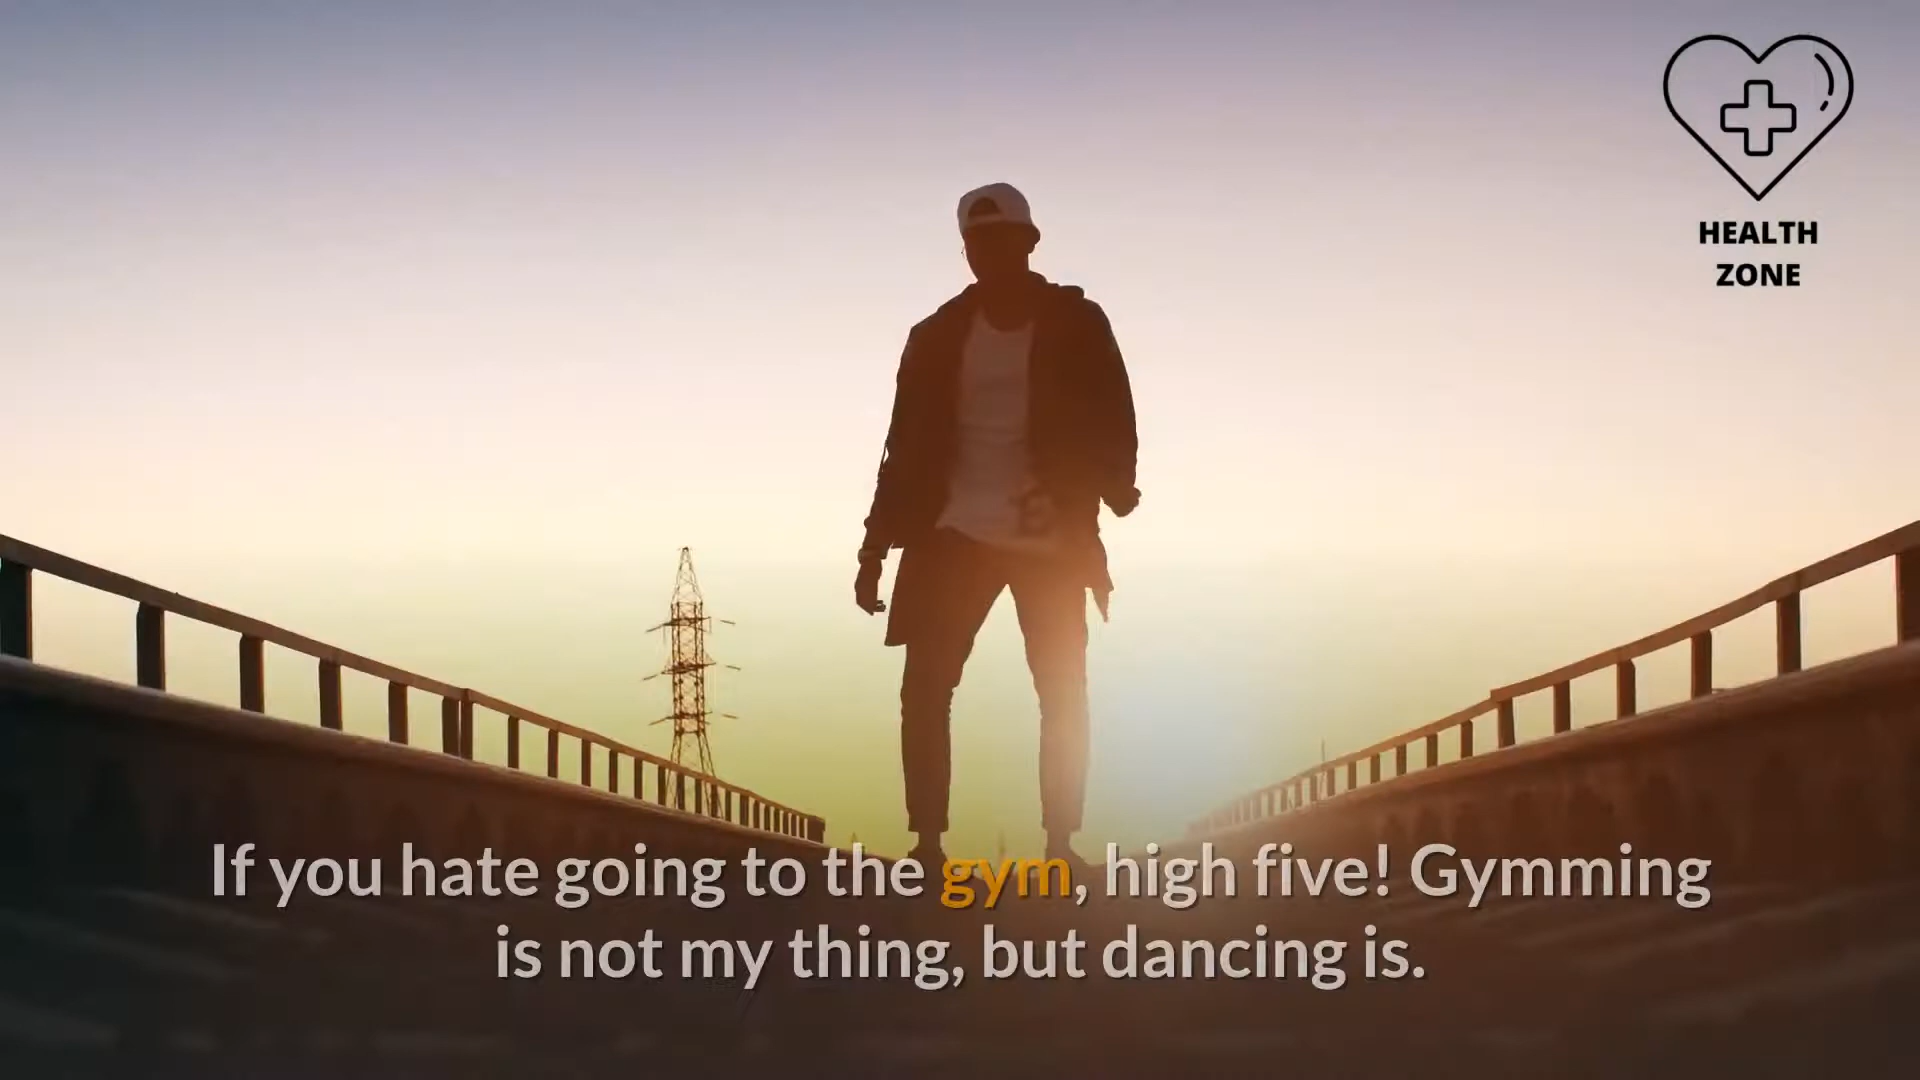 HEALTH
ZONE
If you hate going to the gym, high five! Gymming
is not my thing, but dancing is.